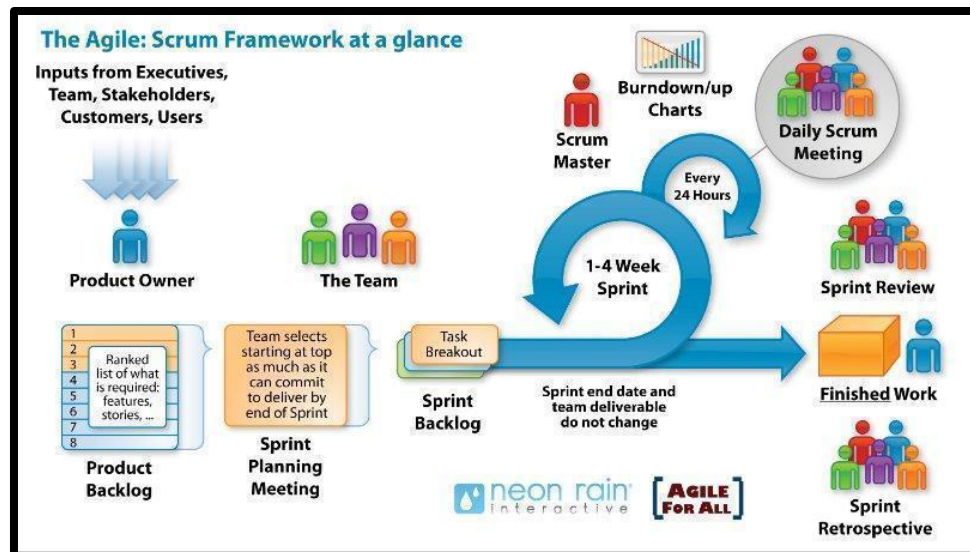 The Agile: Scrum Framework at a glance
Inputs from Executives,
Team, Stakeholders,
Customers, Users
Product Owner
The Team
Scrum
Master
Burndown/up
Charts
Daily Scrum
Meeting
Every
24 Hours
1-4 Week
Sprint
Sprint Review
1
2
3
4
5
6
7
8
Ranked
list of what
is required:
features,
stories, ...
Product
Backlog
Team selects
starting at top
as much as it
can commit
to deliver by
end of Sprint
Sprint
Planning
Meeting
Task
Breakout
Sprint
Backlog
Sprint end date and
team deliverable
do not change
Finished Work
Sprint
Retrospective
neon rain
interactive
AGILE
FOR ALL